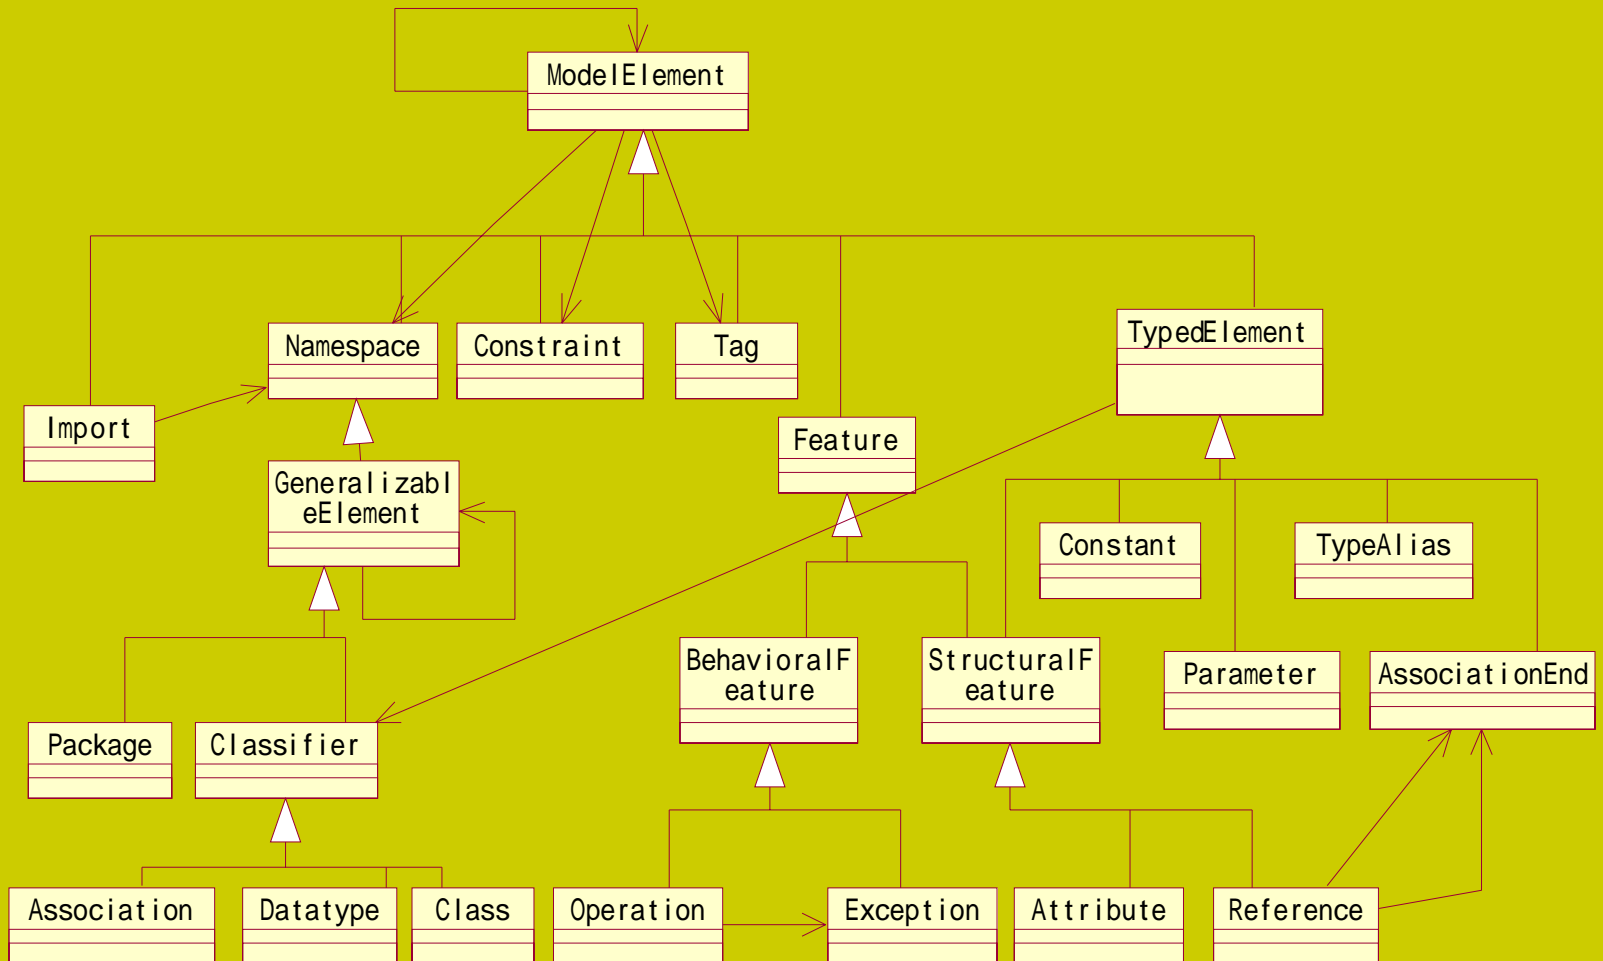 ModelElement
Namespace
Constraint
Tag
TypedElement
Import
Feature
Generalizabl
eElement
Constant
TypeAlias
BehavioralF
eature
StructuralF
eature
Parameter
AssociationEnd
Package
Classifier
Association
Datatype
Class
Operation
Exception
Attribute
Reference